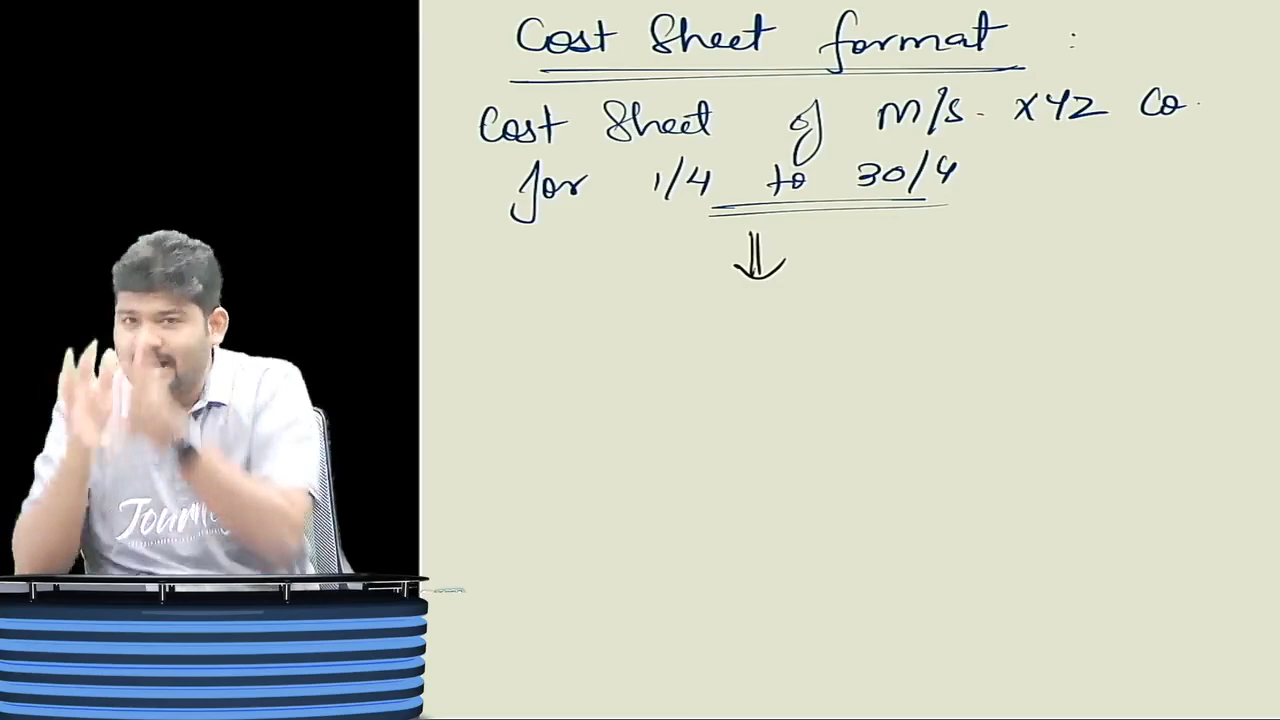 Cost Sheet format :
Cost Sheet of M/s. XYZ Co.
for 1/4 to 30/4